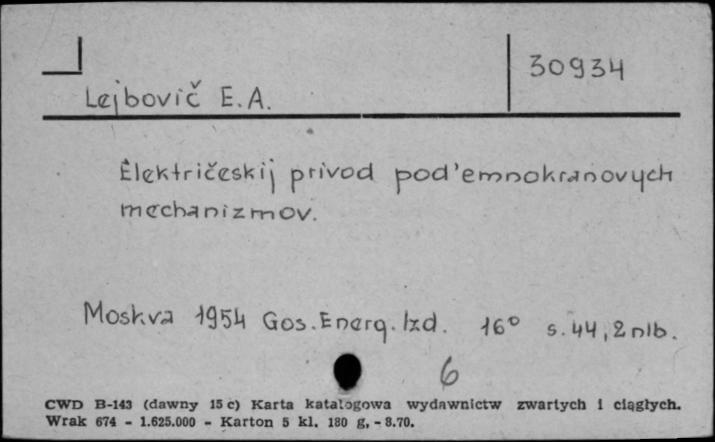 30934
Lejbovič E.A.
Èlektričeskij privod pod'emnokranovych
mechanizmov.
Moskva 1954 Gos.Energ.Izd. 16° s.44, 2nlb.
6
CWD B-143 (dawny 15 c) Karta katalogowa wydawnictw zwartych i ciągłych.
Wrak 674 - 1.625.000 - Karton 5 kl. 180 g, - 8.70.